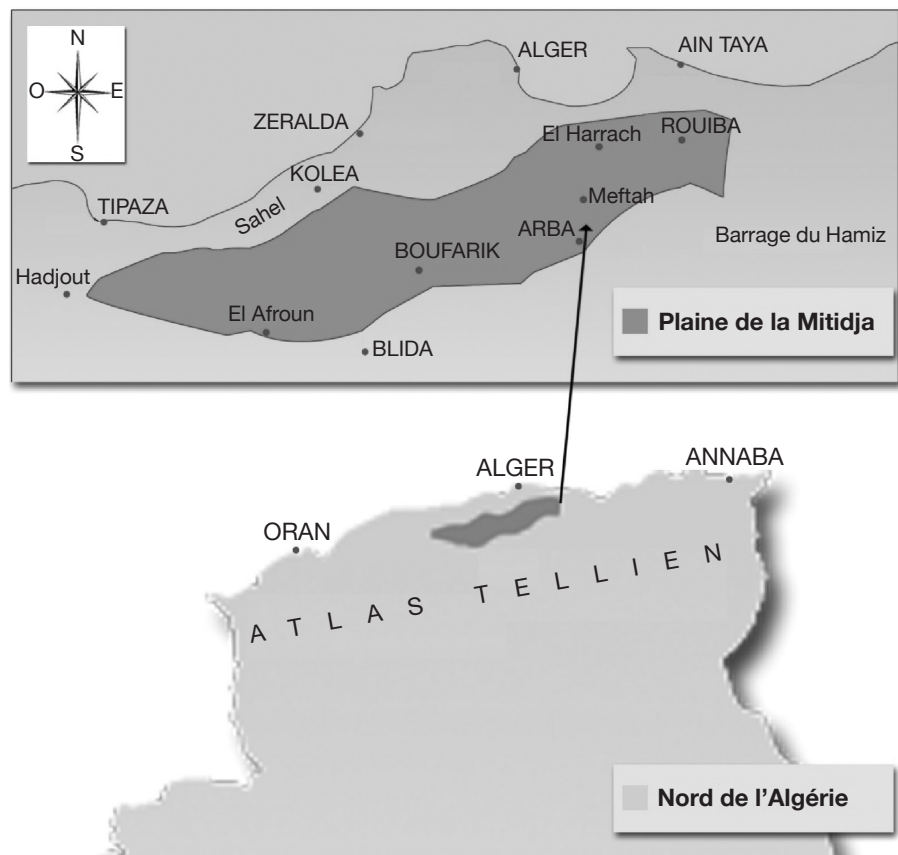 N
O
E
S
ALGER
AIN TAYA
ZERALDA
El Harrach
ROUIBA
KOLEA
Sahel
TIPAZA
Meftah
ARBA
Barrage du Hamiz
BOUFARIK
Hadjout
El Afroun
Plaine de la Mitidja
BLIDA
ALGER
ANNABA
ORAN
ATLAS TELLIEN
Nord de l'Algérie